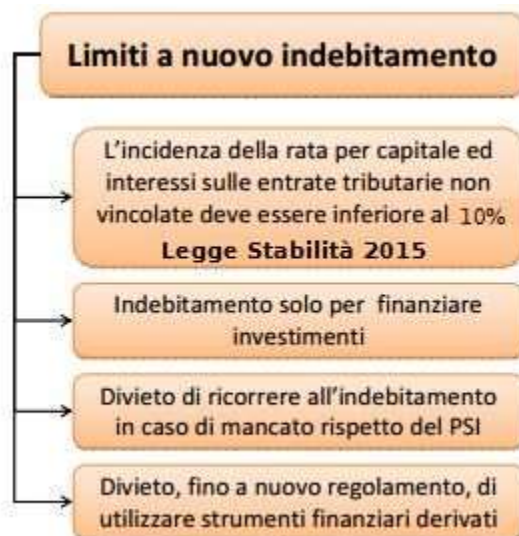 Limiti a nuovo indebitamento
L'incidenza della rata per capitale ed
interessi sulle entrate tributarie non
vincolate deve essere inferiore al 10%
Legge Stabilità 2015
Indebitamento solo per finanziare
investimenti
Divieto di ricorrere all'indebitamento
in caso di mancato rispetto del PSI
Divieto, fino a nuovo regolamento, di
utilizzare strumenti finanziari derivati